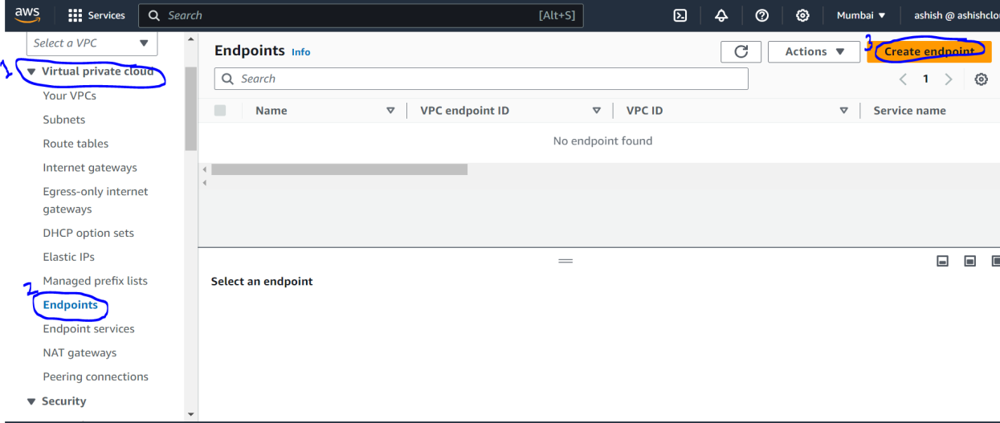 aws Services Search [Alt+S] Mumbai ashish @ ashishclo
Select a VPC
1
Virtual private cloud
Your VPCs
Subnets
Route tables
Internet gateways
Egress-only internet
gateways
DHCP option sets
Elastic IPs
Managed prefix lists
2
Endpoints
Endpoint services
NAT gateways
Peering connections
Security
Endpoints Info
Actions
3
Create endpoint
Search
1
Name VPC endpoint ID VPC ID Service name
No endpoint found
Select an endpoint